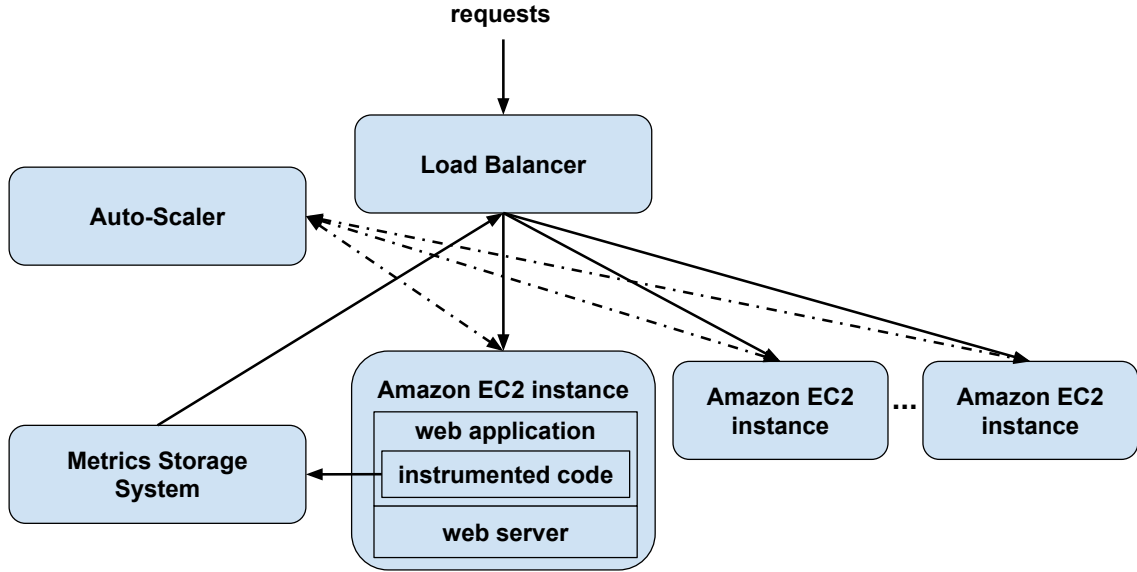 requests
Load Balancer
Auto-Scaler
Amazon EC2 instance
web application
instrumented code
web server
Amazon EC2
instance
...
Amazon EC2
instance
Metrics Storage
System